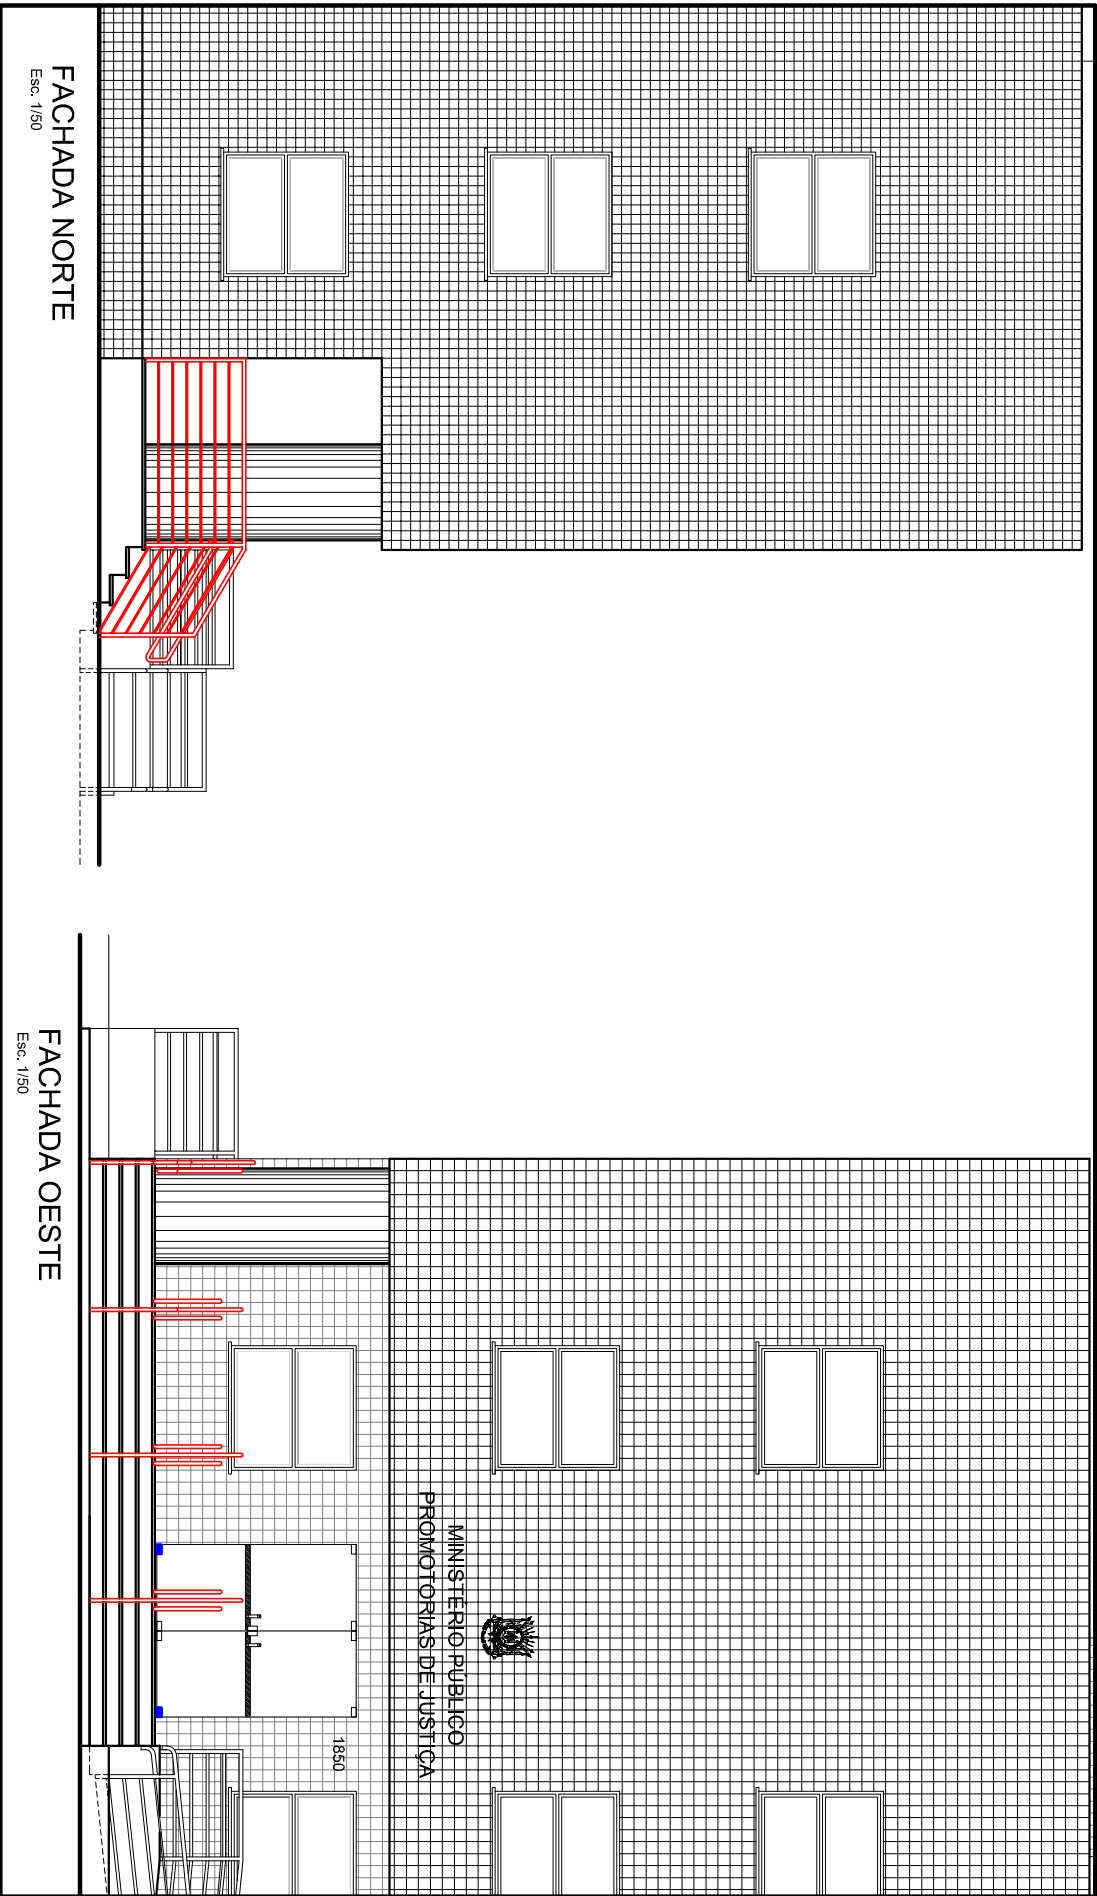 FACHADA NORTE
Esc. 1/50
MINISTÉRIO PÚBLICO
PROMOTORIAS DE JUSTIÇA
1850
FACHADA OESTE
Esc. 1/50